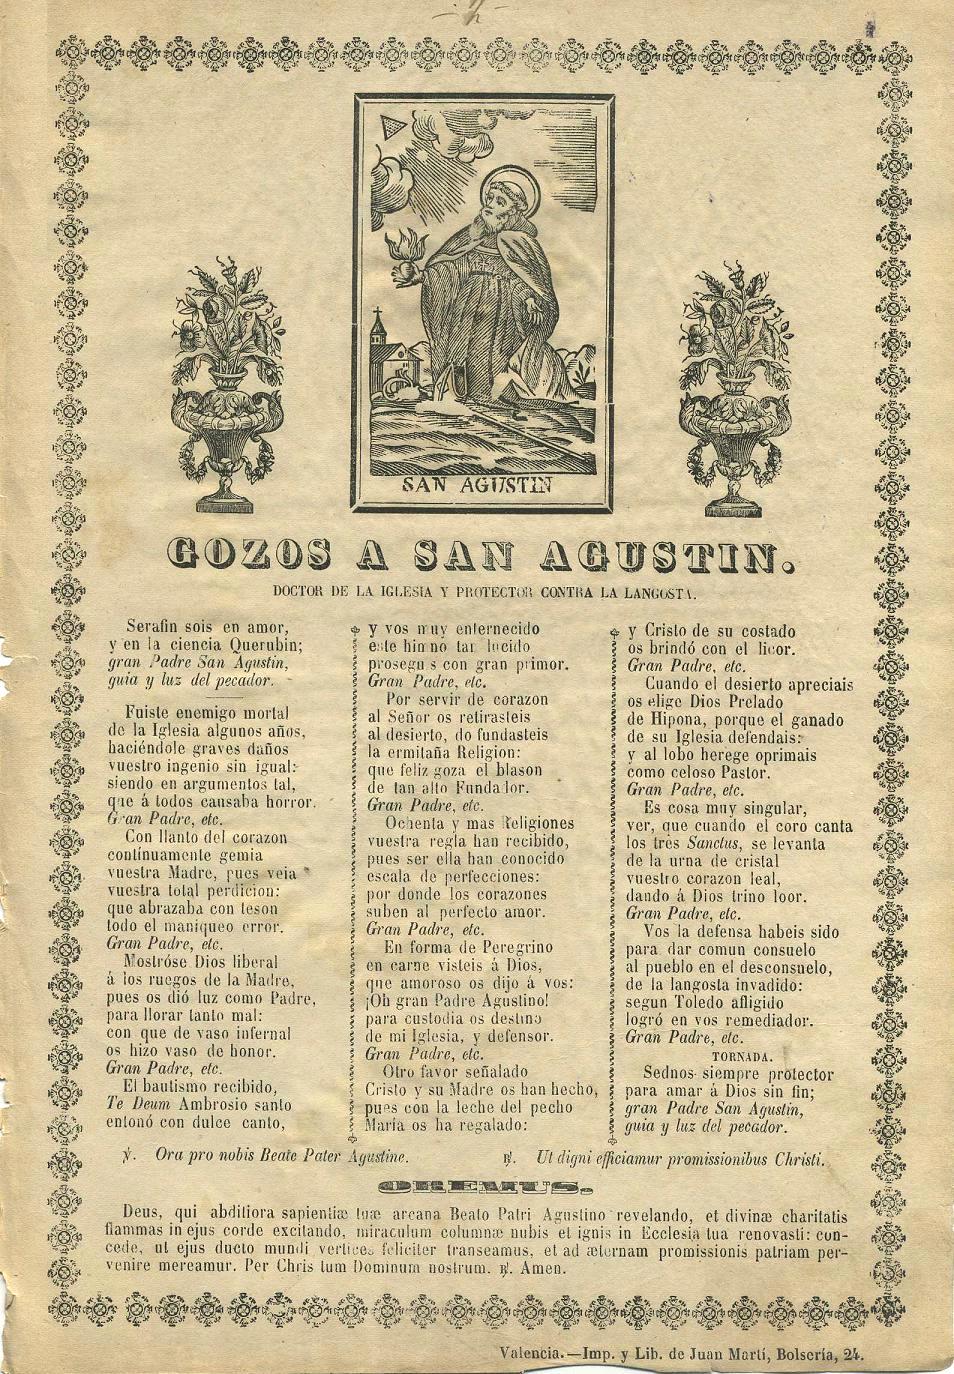 SAN AGUSTIN
GOZOS A SAN AGUSTIN.
DOCTOR DE LA IGLESIA Y PROTECTOR CONTRA LA LANGOSTA.
Serafin sois en amor,
y en la ciencia Querubin;
gran Padre San Agustin,
guia y luz del pecador.
Fuiste enemigo mortal
de la Iglesia algunos años,
haciéndole graves daños
vuestro ingenio sin igual:
siendo en argumentos tal,
que á todos causaba horror.
Gran Padre, etc.
Con llanto del corazon
contínuamente gemia
vuestra Madre, pues veia
vuestra total perdicion:
que abrazaba con teson
todo el maniqueo error.
Gran Padre, etc.
Mostróse Dios liberal
á los ruegos de la Madre,
pues os dió luz como Padre,
para llorar tanto mal:
con que de vaso infernal
os hizo vaso de honor.
Gran Padre, etc.
El bautismo recibido,
Te Deum Ambrosio santo
entonó con dulce canto,
y vos muy enternecido
este himno tan lucido
proseguis con gran primor.
Gran Padre, etc.
Por servir de corazon
al Señor os retirasteis
al desierto, do fundasteis
la ermitaña Religion:
que feliz goza el blason
de tan alto Fundador.
Gran Padre, etc.
Ochenta y mas Religiones
vuestra regla han recibido,
pues ser ella han conocido
escala de perfecciones:
por donde los corazones
suben al perfecto amor.
Gran Padre, etc.
En forma de Peregrino
en carne visteis á Dios,
que amoroso os dijo á vos:
¡Oh gran Padre Agustino!
para custodia os destino
de mi Iglesia, y defensor.
Gran Padre, etc.
Otro favor señalado
Cristo y su Madre os han hecho,
pues con la leche del pecho
María os ha regalado:
y Cristo de su costado
os brindó con el licor.
Gran Padre, etc.
Cuando el desierto apreciais
os elige Dios Prelado
de Hipona, porque el ganado
de su Iglesia defendais:
y al lobo herege oprimais
como celoso Pastor.
Gran Padre, etc.
Es cosa muy singular,
ver, que cuando el coro canta
los tres Sanctus, se levanta
de la urna de cristal
vuestro corazon leal,
dando á Dios trino loor.
Gran Padre, etc.
Vos la defensa habeis sido
para dar comun consuelo
al pueblo en el desconsuelo,
de la langosta invadido:
segun Toledo afligido
logró en vos remediador.
Gran Padre, etc.
TORNADA.
Sednos siempre protector
para amar á Dios sin fin;
gran Padre San Agustin,
guia y luz del pecador.
℣. Ora pro nobis Beate Pater Agustine. ℟. Ut digni efficiamur promissionibus Christi.
OREMUS.
Deus, qui abditiora sapientiæ tuæ arcana Beato Patri Agustino revelando, et divinæ charitatis
flammas in ejus corde excitando, miraculum columnæ nubis et ignis in Ecclesia tua renovasti: con-
cede, ut ejus ducto mundi vertices feliciter transeamus, et ad æternam promissionis patriam per-
venire mereamur. Per Christum Dominum nostrum. ℟. Amen.
Valencia.—Imp. y Lib. de Juan Martí, Bolsería, 24.